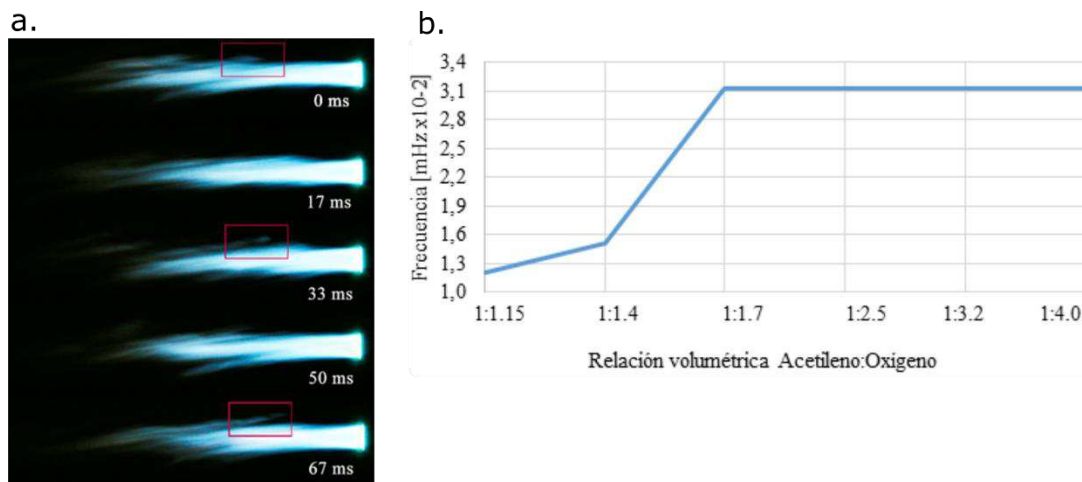 a.
0 ms
17 ms
33 ms
50 ms
67 ms
b.
Frecuencia [mHz x10-2]
3,4
3,1
2,8
2,5
2,2
1,9
1,6
1,3
1,0
1:1.15 1:1.4 1:1.7 1:2.5 1:3.2 1:4.0
Relación volumétrica Acetileno:Oxigeno